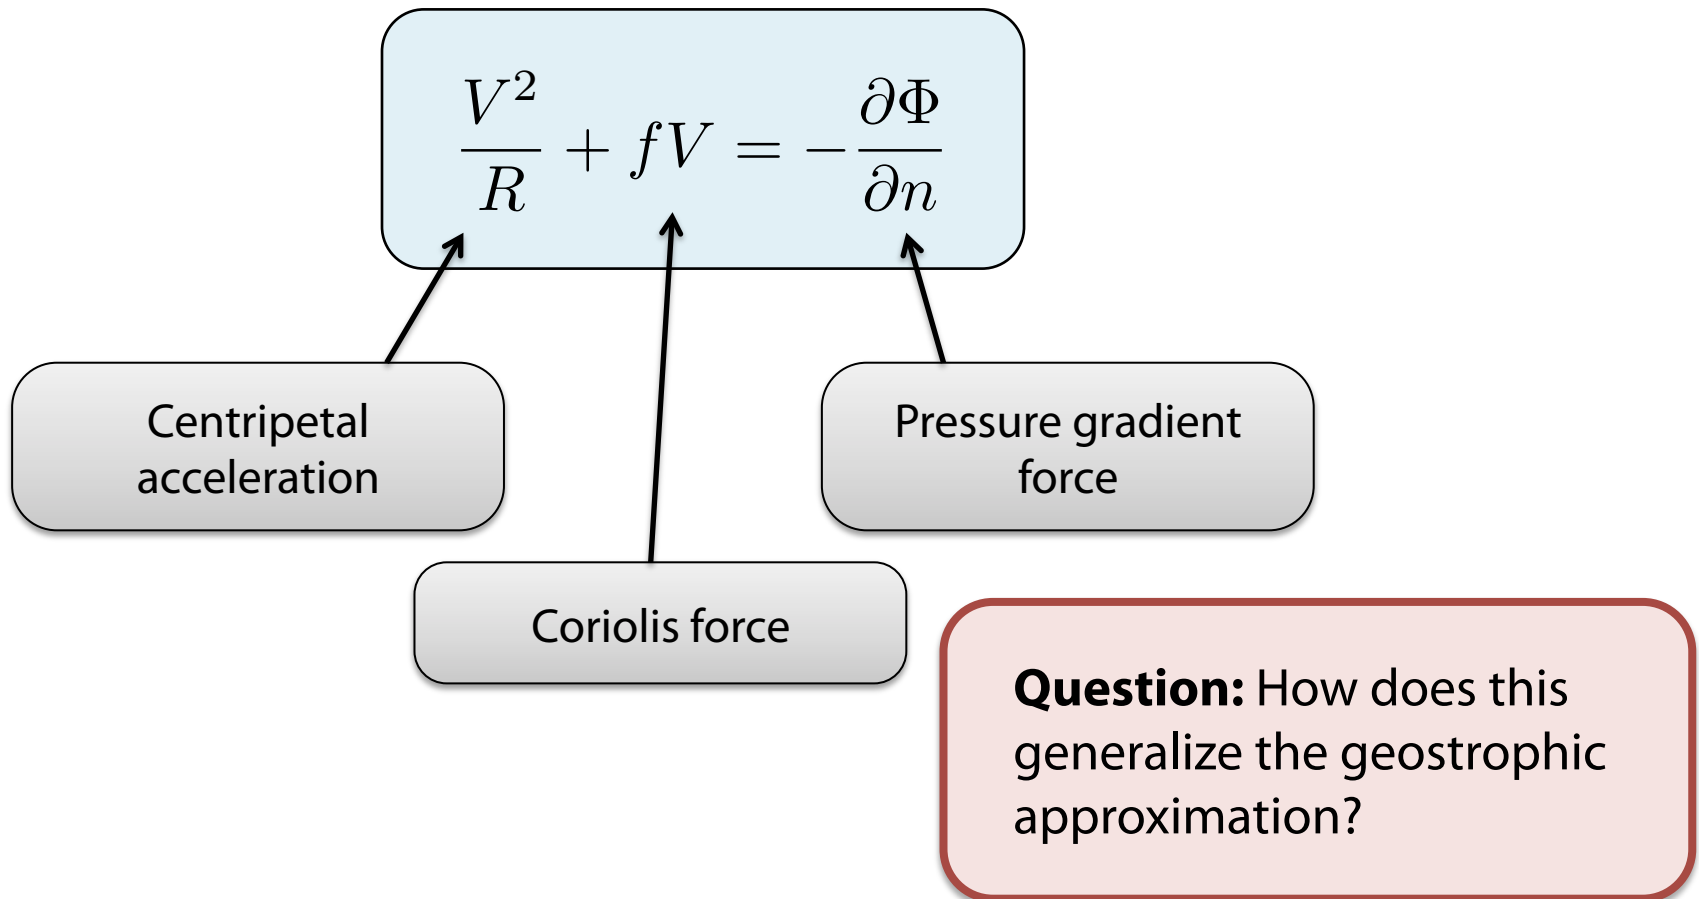 V²/R + fV = −∂Φ/∂n
Centripetal
acceleration
Pressure gradient
force
Coriolis force
Question: How does this
generalize the geostrophic
approximation?